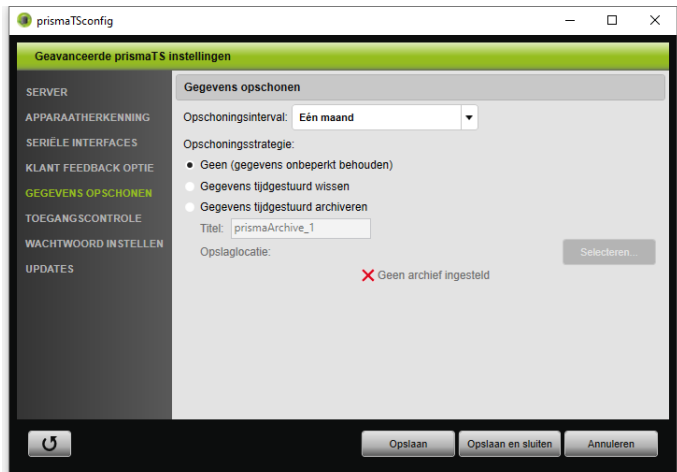 prismaTSconfig
Geavanceerde prismaTS instellingen
SERVER
APPARAATHERKENNING
SERIËLE INTERFACES
KLANT FEEDBACK OPTIE
GEGEVENS OPSCHONEN
TOEGANGSCONTROLE
WACHTWOORD INSTELLEN
UPDATES
Gegevens opschonen
Opschoningsinterval: Eén maand
Opschoningsstrategie:
Geen (gegevens onbeperkt behouden)
Gegevens tijdgestuurd wissen
Gegevens tijdgestuurd archiveren
Titel: prismaArchive_1
Opslaglocatie: Selecteren...
Geen archief ingesteld
Opslaan Opslaan en sluiten Annuleren